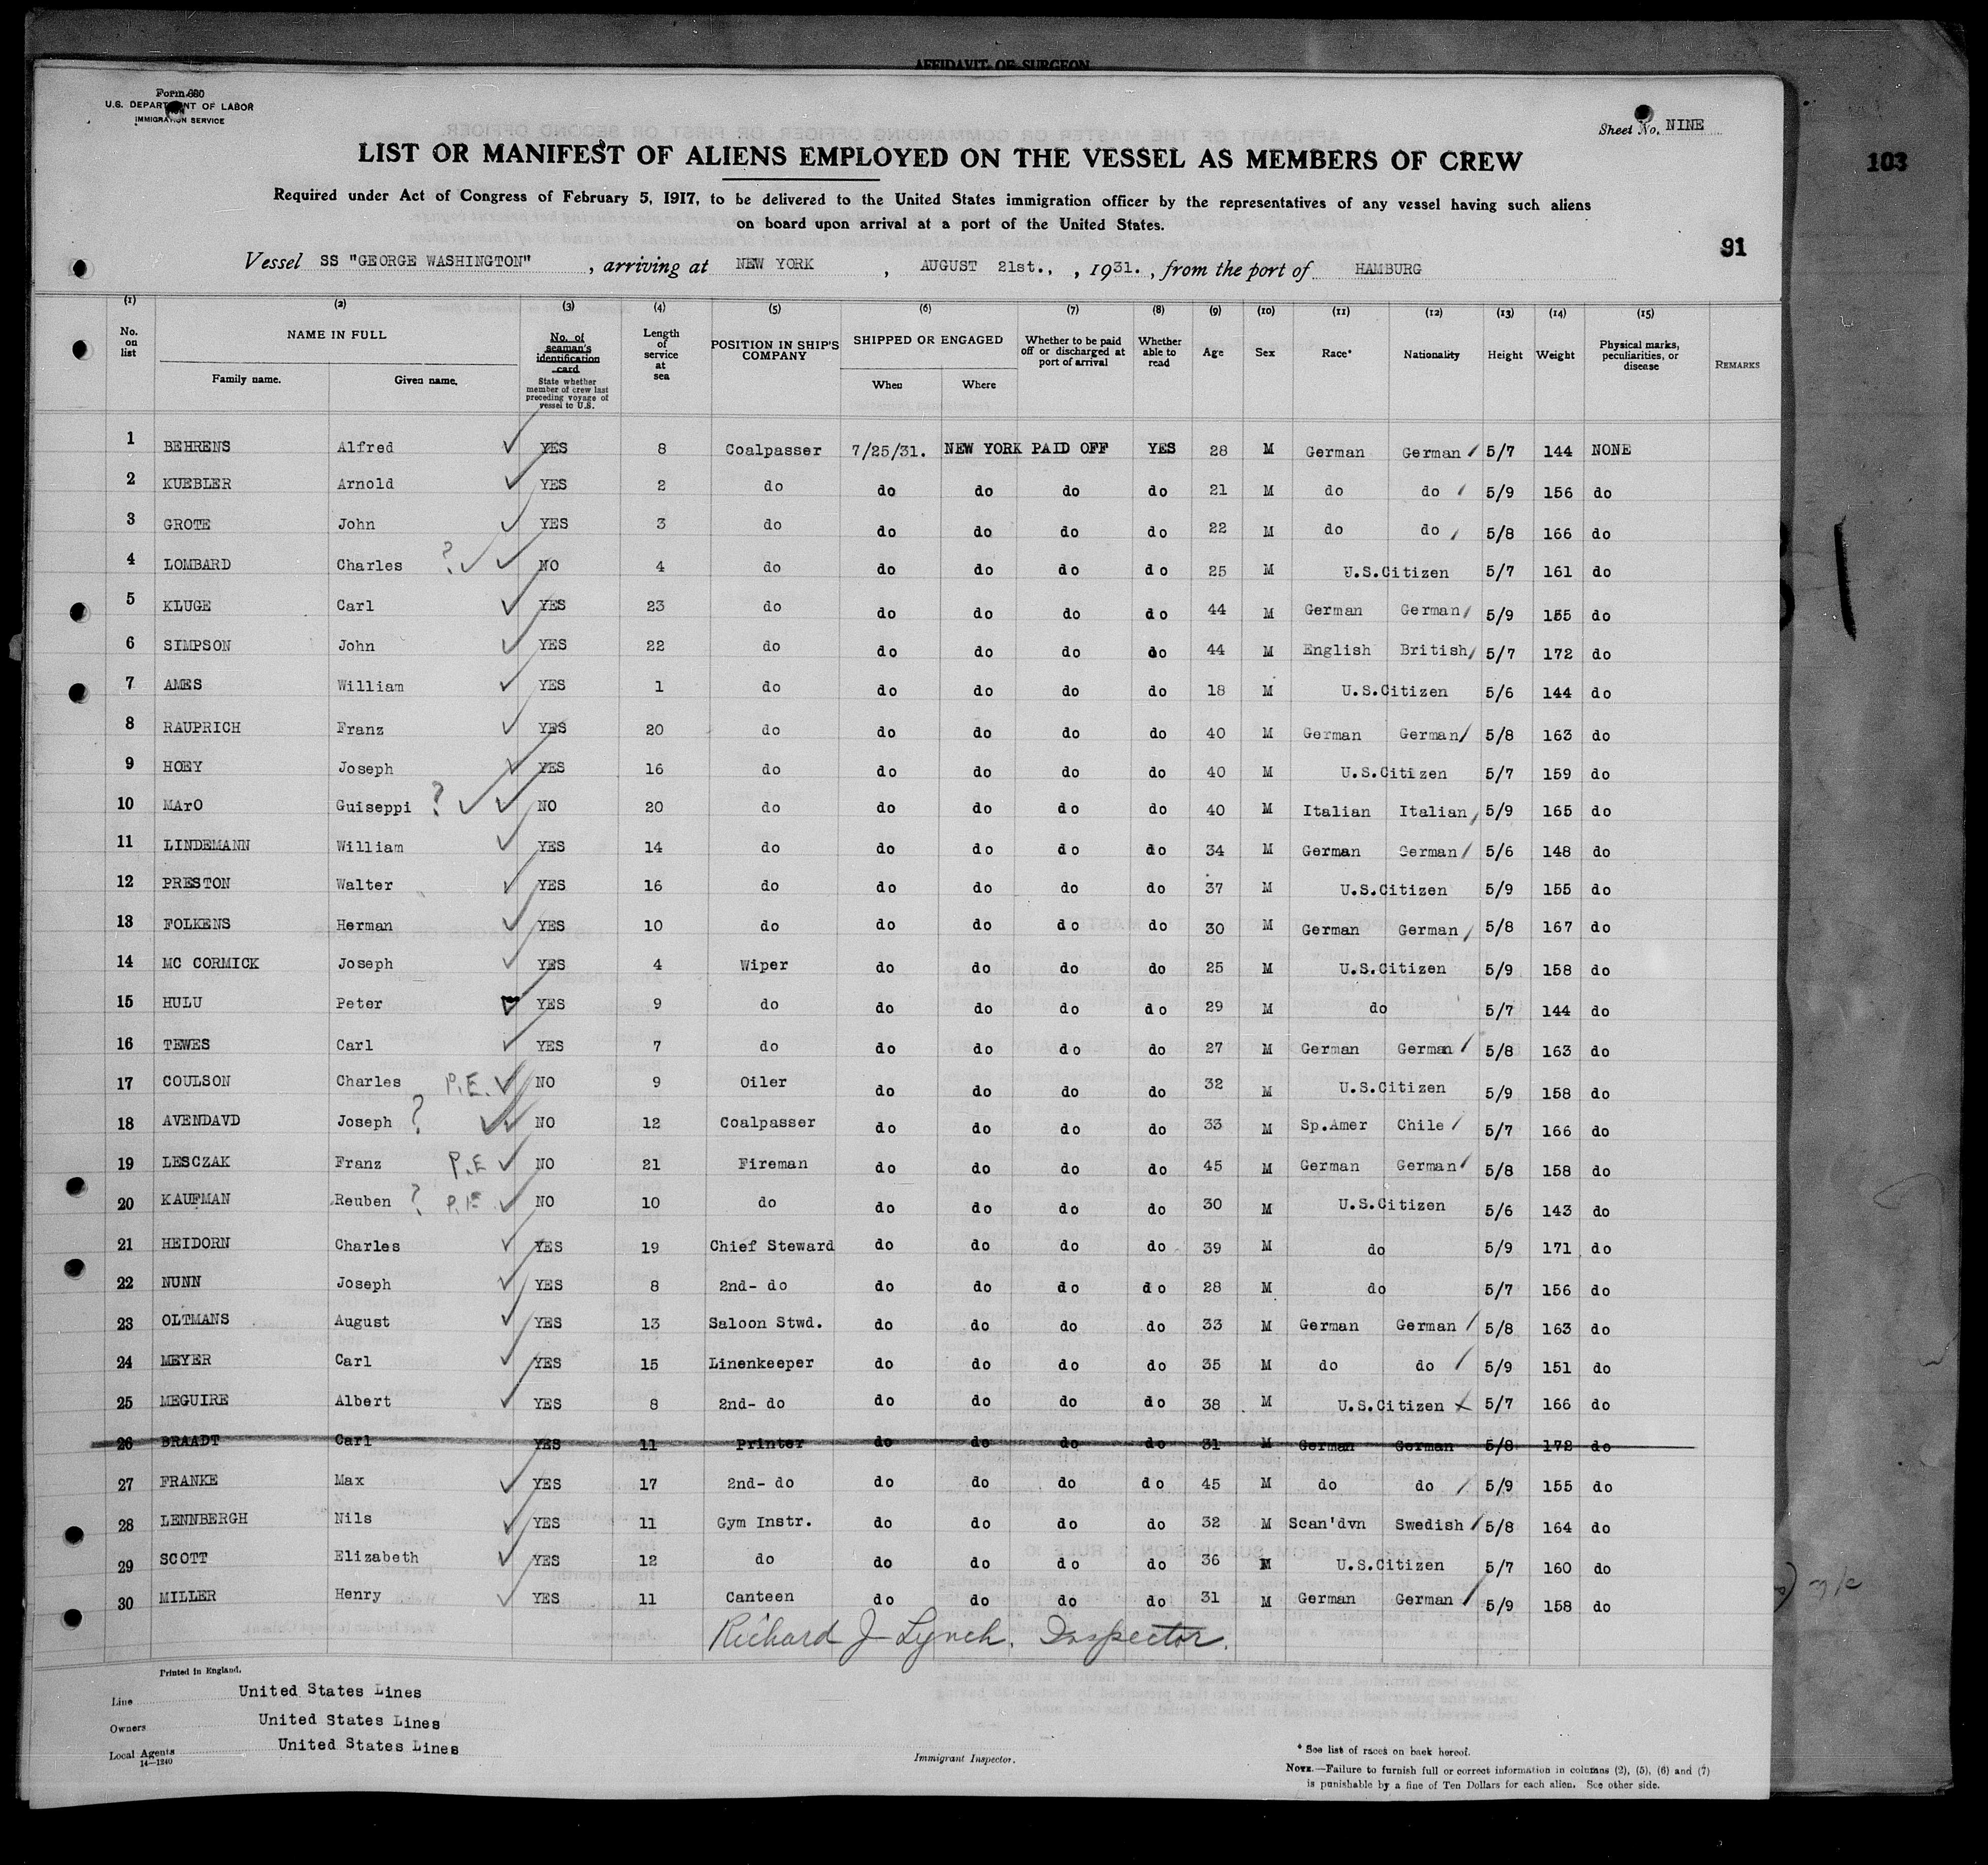 AFFIDAVIT OF SURGEON
Form 680
U.S. DEPARTMENT OF LABOR
IMMIGRATION SERVICE
Sheet No. NINE
103
LIST OR MANIFEST OF ALIENS EMPLOYED ON THE VESSEL AS MEMBERS OF CREW
Required under Act of Congress of February 5, 1917, to be delivered to the United States immigration officer by the representatives of any vessel having such aliens
on board upon arrival at a port of the United States.
91
Vessel SS "GEORGE WASHINGTON", arriving at NEW YORK, AUGUST 21st., , 1931., from the port of HAMBURG
(1) (2) (3) (4) (5) (6) (7) (8) (9) (10) (11) (12) (13) (14) (15)
No. on list NAME IN FULL Family name. Given name. No. of seaman's identification card State whether member of crew last preceding voyage of vessel to U.S. Length of service at sea POSITION IN SHIP'S COMPANY SHIPPED OR ENGAGED When Where Whether to be paid off or discharged at port of arrival Whether able to read Age Sex Race* Nationality Height Weight Physical marks, peculiarities, or disease REMARKS
1 BEHRENS Alfred ✓ YES 8 Coalpasser 7/25/31. NEW YORK PAID OFF YES 28 M German German / 5/7 144 NONE
2 KUEBLER Arnold ✓ YES 2 do do do do do 21 M do do / 5/9 156 do
3 GROTE John ✓ YES 3 do do do do do 22 M do do / 5/8 166 do
4 LOMBARD Charles ? ✓ ✓ NO 4 do do do do do 25 M U.S.Citizen 5/7 161 do
5 KLUGE Carl ✓ YES 23 do do do do do 44 M German German / 5/9 155 do
6 SIMPSON John ✓ YES 22 do do do do do 44 M English British / 5/7 172 do
7 AMES William ✓ YES 1 do do do do do 18 M U.S.Citizen 5/6 144 do
8 RAUPRICH Franz ✓ YES 20 do do do do do 40 M German German / 5/8 163 do
9 HOEY Joseph ✓ YES 16 do do do do do 40 M U.S.Citizen 5/7 159 do
10 MArO Guiseppi ? ✓ ✓ NO 20 do do do do do 40 M Italian Italian / 5/9 165 do
11 LINDEMANN William ✓ YES 14 do do do do do 34 M German German / 5/6 148 do
12 PRESTON Walter ✓ YES 16 do do do do do 37 M U.S.Citizen 5/9 155 do
13 FOLKENS Herman ✓ YES 10 do do do do do 30 M German German / 5/8 167 do
14 MC CORMICK Joseph ✓ YES 4 Wiper do do do do 25 M U.S.Citizen 5/9 158 do
15 HULU Peter ✓ YES 9 do do do do do 29 M do 5/7 144 do
16 TEWES Carl ✓ YES 7 do do do do do 27 M German German / 5/8 163 do
17 COULSON Charles P.E. ✓ NO 9 Oiler do do do do 32 M U.S.Citizen 5/9 158 do
18 AVENDAVD Joseph ? ✓✓ NO 12 Coalpasser do do do do 33 M Sp.Amer Chile / 5/7 166 do
19 LESCZAK Franz P.E ✓ NO 21 Fireman do do do do 45 M German German / 5/8 158 do
20 KAUFMAN Reuben ? P.E ✓ NO 10 do do do do do 30 M U.S.Citizen 5/6 143 do
21 HEIDORN Charles ✓ YES 19 Chief Steward do do do do 39 M do 5/9 171 do
22 NUNN Joseph ✓ YES 8 2nd- do do do do do 28 M do 5/7 156 do
23 OLTMANS August ✓ YES 13 Saloon Stwd. do do do do 33 M German German / 5/8 163 do
24 MEYER Carl ✓ YES 15 Linenkeeper do do do do 35 M do do / 5/9 151 do
25 MEGUIRE Albert ✓ YES 8 2nd- do do do do do 38 M U.S.Citizen x 5/7 166 do
26 BRAADT Carl YES 11 Printer do do do do 31 M German German 5/8 172 do
27 FRANKE Max ✓ YES 17 2nd- do do do do do 45 M do do / 5/9 155 do
28 LENNBERGH Nils ✓ YES 11 Gym Instr. do do do do 32 M Scan'dvn Swedish / 5/8 164 do
29 SCOTT Elizabeth ✓ YES 12 do do do do do 36 U.S.Citizen 5/7 160 do
30 MILLER Henry ✓ YES 11 Canteen do do do do 31 M German German / 5/9 158 do
Richard J Lynch. Inspector.
Printed in England.
Line United States Lines
Owners United States Lines
Local Agents United States Lines
14—1240
Immigrant Inspector.
* See list of races on back hereof.
NOTE.—Failure to furnish full or correct information in columns (2), (5), (6) and (7)
is punishable by a fine of Ten Dollars for each alien. See other side.